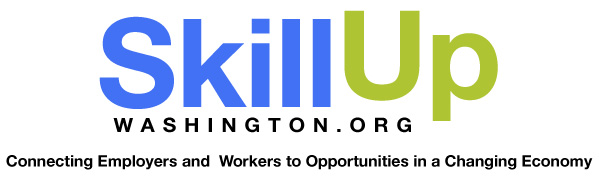 SkillUp
WASHINGTON.ORG
Connecting Employers and  Workers to Opportunities in a Changing Economy